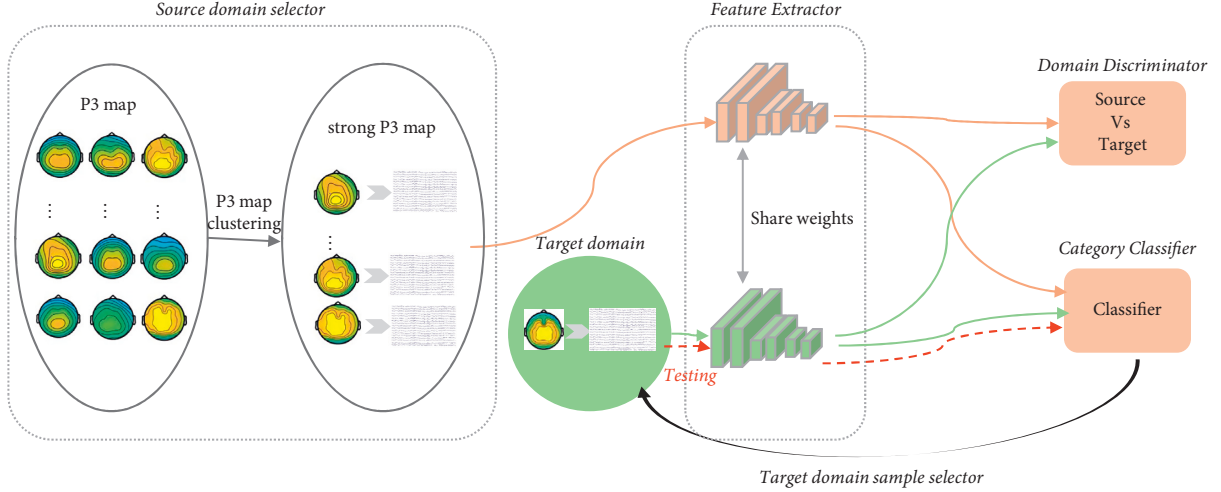 Source domain selector
P3 map
P3 map
clustering
strong P3 map
Target domain
Testing
Feature Extractor
Share weights
Domain Discriminator
Source
Vs
Target
Category Classifier
Classifier
Target domain sample selector